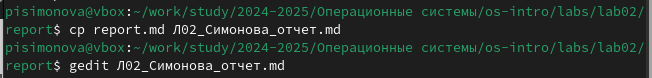 pisimonova@vbox:~/work/study/2024-2025/Операционные системы/os-intro/labs/lab02/
report$ cp report.md Л02_Симонова_отчет.md
pisimonova@vbox:~/work/study/2024-2025/Операционные системы/os-intro/labs/lab02/
report$ gedit Л02_Симонова_отчет.md